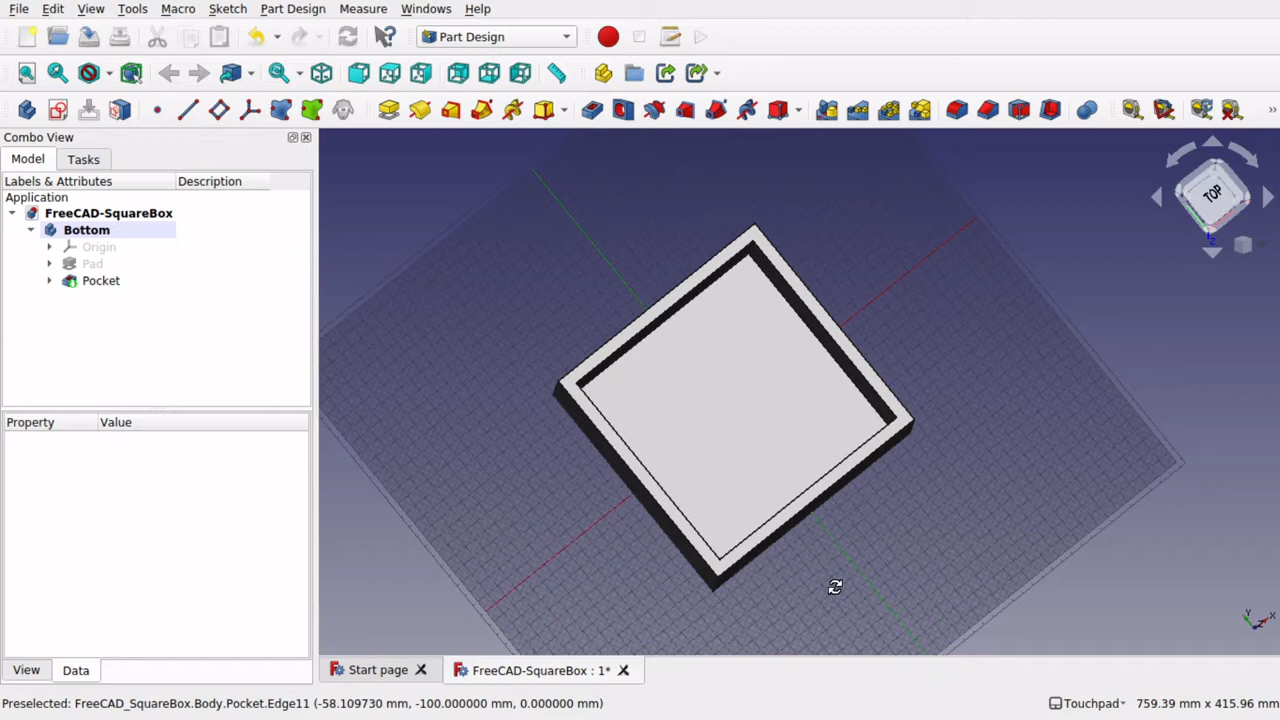 File Edit View Tools Macro Sketch Part Design Measure Windows Help
Part Design
Combo View
Model Tasks
Labels & Attributes Description
Application
FreeCAD-SquareBox
Bottom
Origin
Pad
Pocket
TOP
Z
Property Value
Y X
Z
View Data
Start page FreeCAD-SquareBox : 1*
Preselected: FreeCAD_SquareBox.Body.Pocket.Edge11 (-58.109730 mm, -100.000000 mm, 0.000000 mm) Touchpad 759.39 mm x 415.96 mm